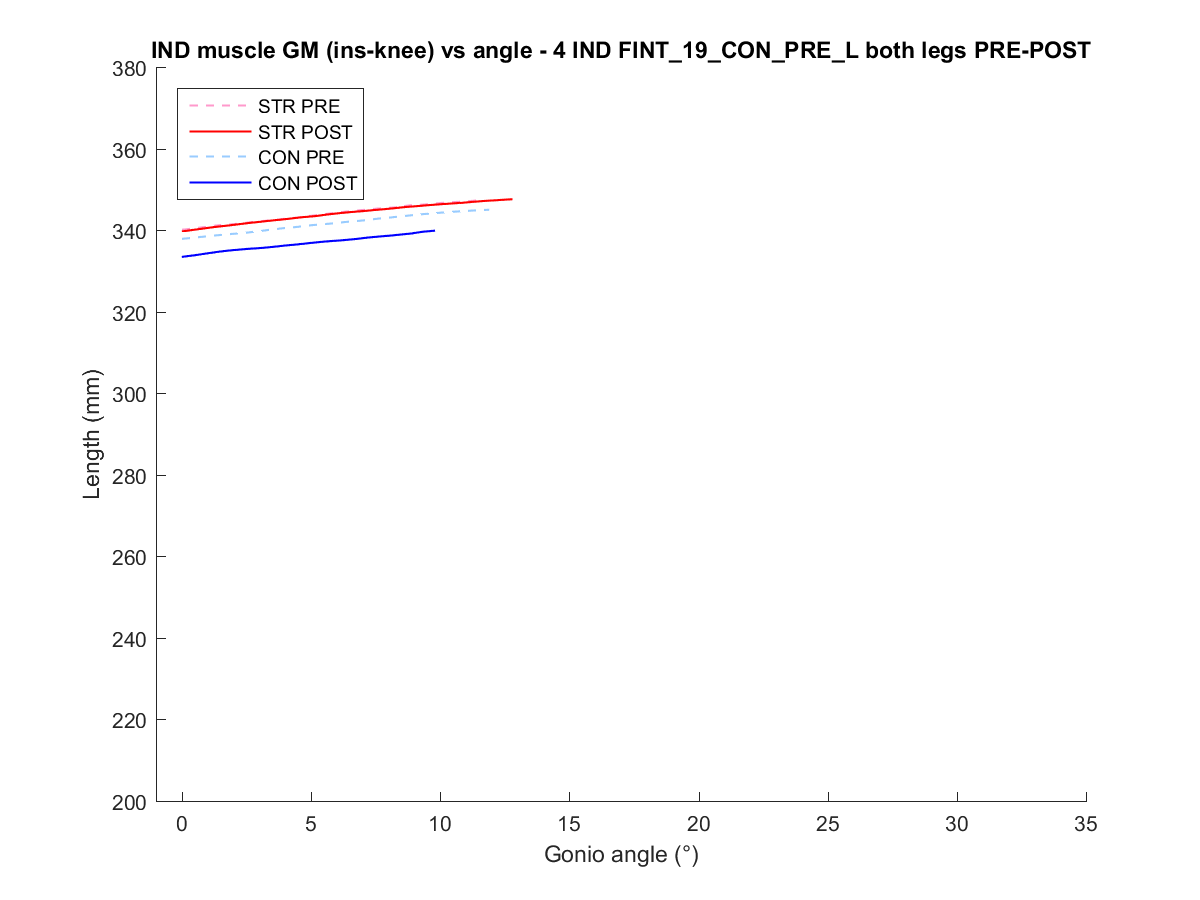 IND muscle GM (ins-knee) vs angle - 4 IND FINT_19_CON_PRE_L both legs PRE-POST
380
360
340
320
300
280
260
240
220
200
Length (mm)
STR PRE
STR POST
CON PRE
CON POST
0 5 10 15 20 25 30 35
Gonio angle (°)